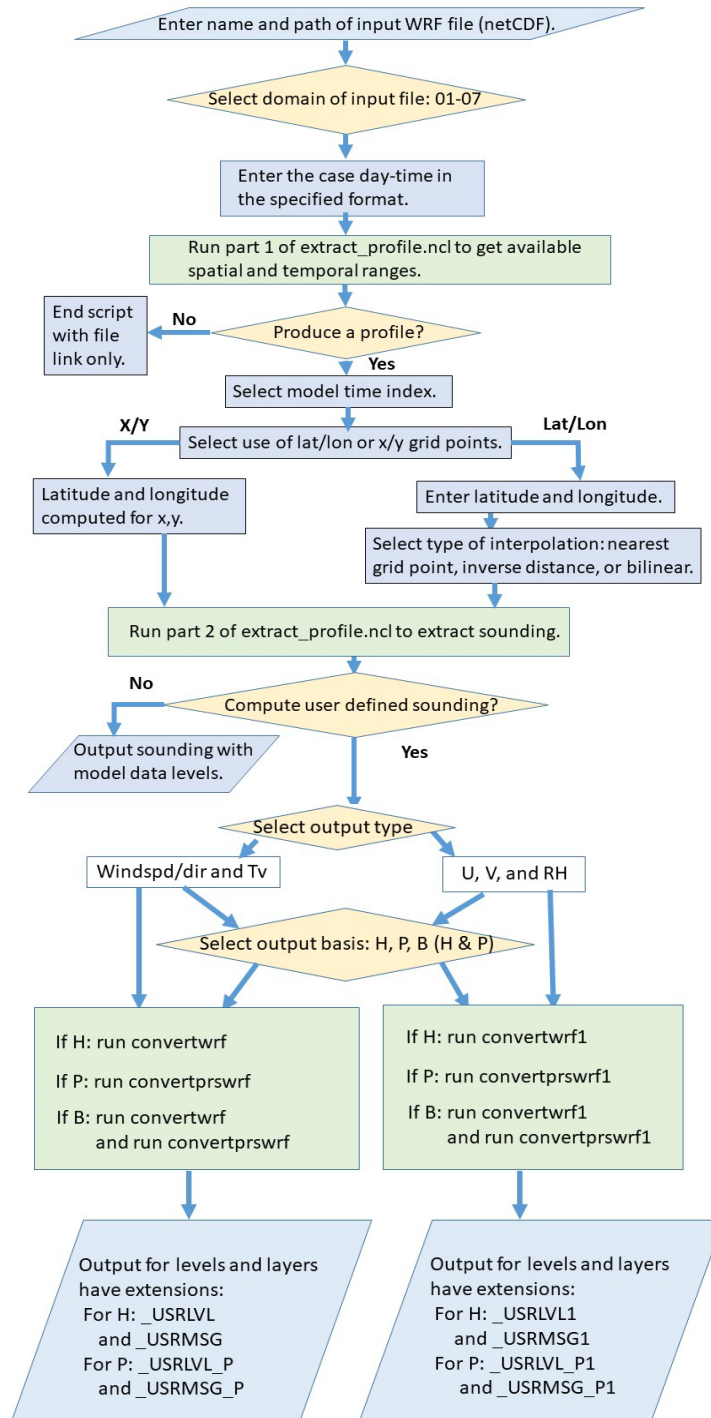 Enter name and path of input WRF file (netCDF).
Select domain of input file: 01-07
Enter the case day-time in
the specified format.
Run part 1 of extract_profile.ncl to get available
spatial and temporal ranges.
End script
with file
link only.
No
Produce a profile?
Yes
Select model time index.
X/Y
Select use of lat/lon or x/y grid points.
Lat/Lon
Latitude and longitude
computed for x,y.
Enter latitude and longitude.
Select type of interpolation: nearest
grid point, inverse distance, or bilinear.
Run part 2 of extract_profile.ncl to extract sounding.
No
Compute user defined sounding?
Output sounding with
model data levels.
Yes
Select output type
Windspd/dir and Tv
U, V, and RH
Select output basis: H, P, B (H & P)
If H: run convertwrf
If P: run convertprswrf
If B: run convertwrf
and run convertprswrf
If H: run convertwrf1
If P: run convertprswrf1
If B: run convertwrf1
and run convertprswrf1
Output for levels and layers
have extensions:
For H: _USRLVL
and _USRMSG
For P: _USRLVL_P
and _USRMSG_P
Output for levels and layers
have extensions:
For H: _USRLVL1
and _USRMSG1
For P: _USRLVL_P1
and _USRMSG_P1